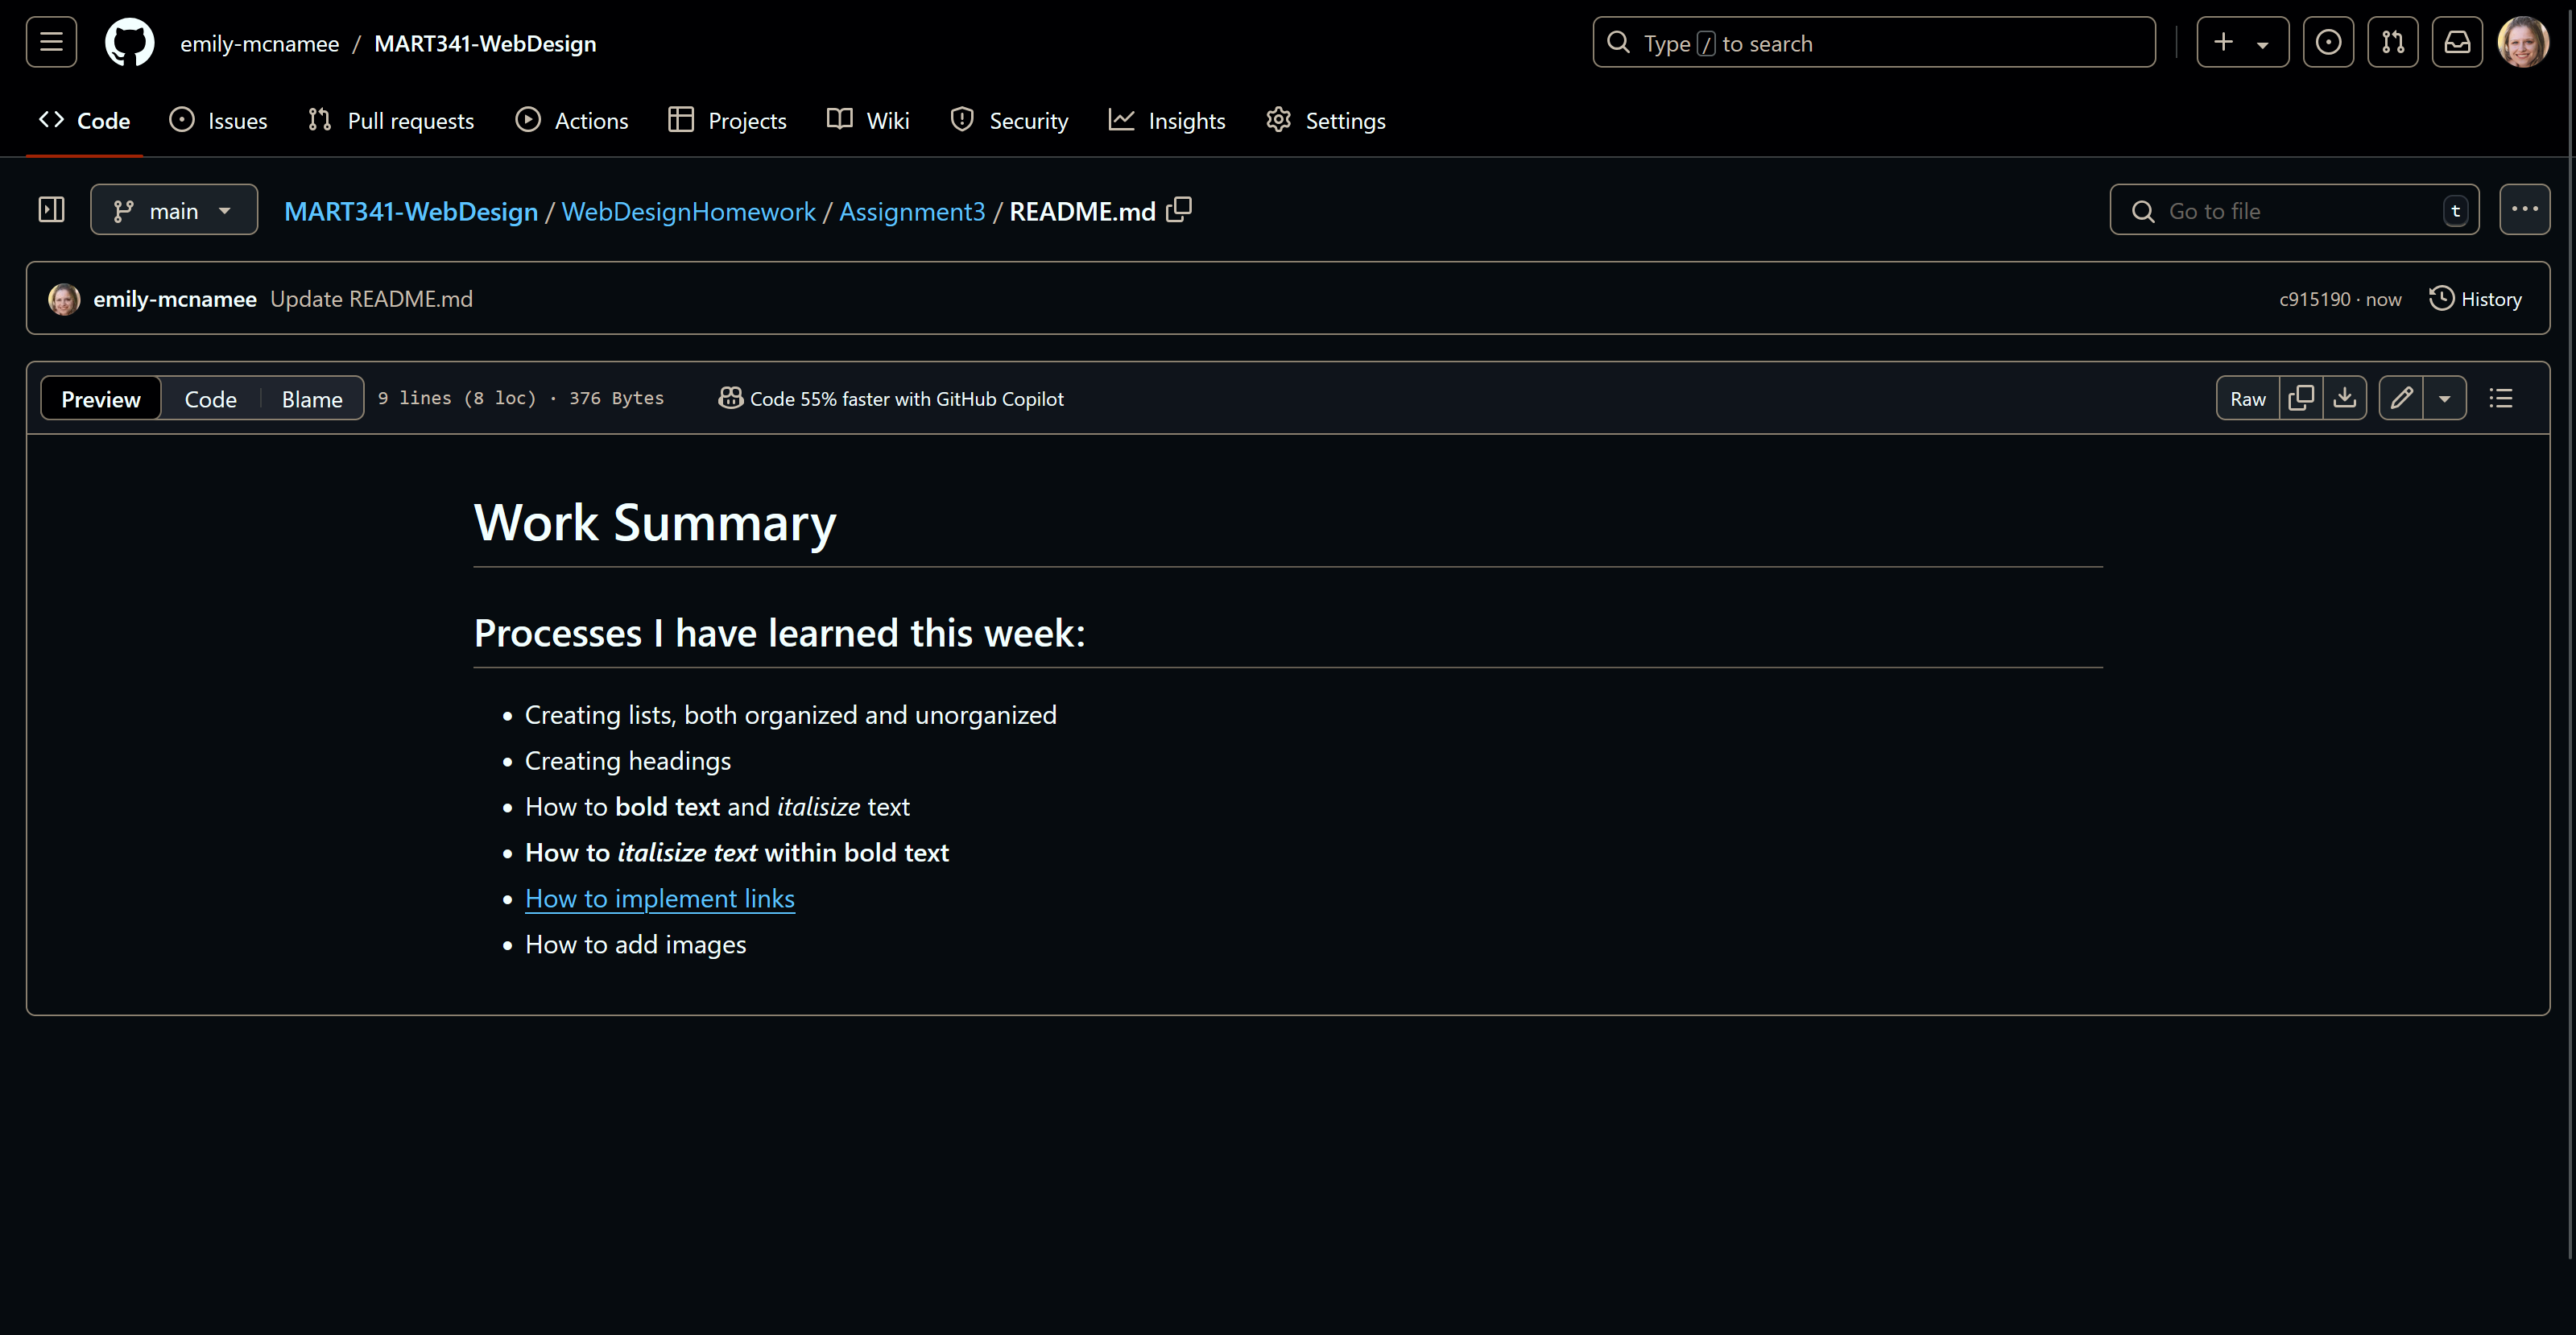 emily-mcnamee / MART341-WebDesign
Type / to search
Code Issues Pull requests Actions Projects Wiki Security Insights Settings
main MART341-WebDesign / WebDesignHomework / Assignment3 / README.md Go to file t
emily-mcnamee Update README.md c915190 · now History
Preview Code Blame 9 lines (8 loc) · 376 Bytes Code 55% faster with GitHub Copilot Raw
Work Summary
Processes I have learned this week:
• Creating lists, both organized and unorganized
• Creating headings
• How to bold text and italisize text
• How to italisize text within bold text
• How to implement links
• How to add images